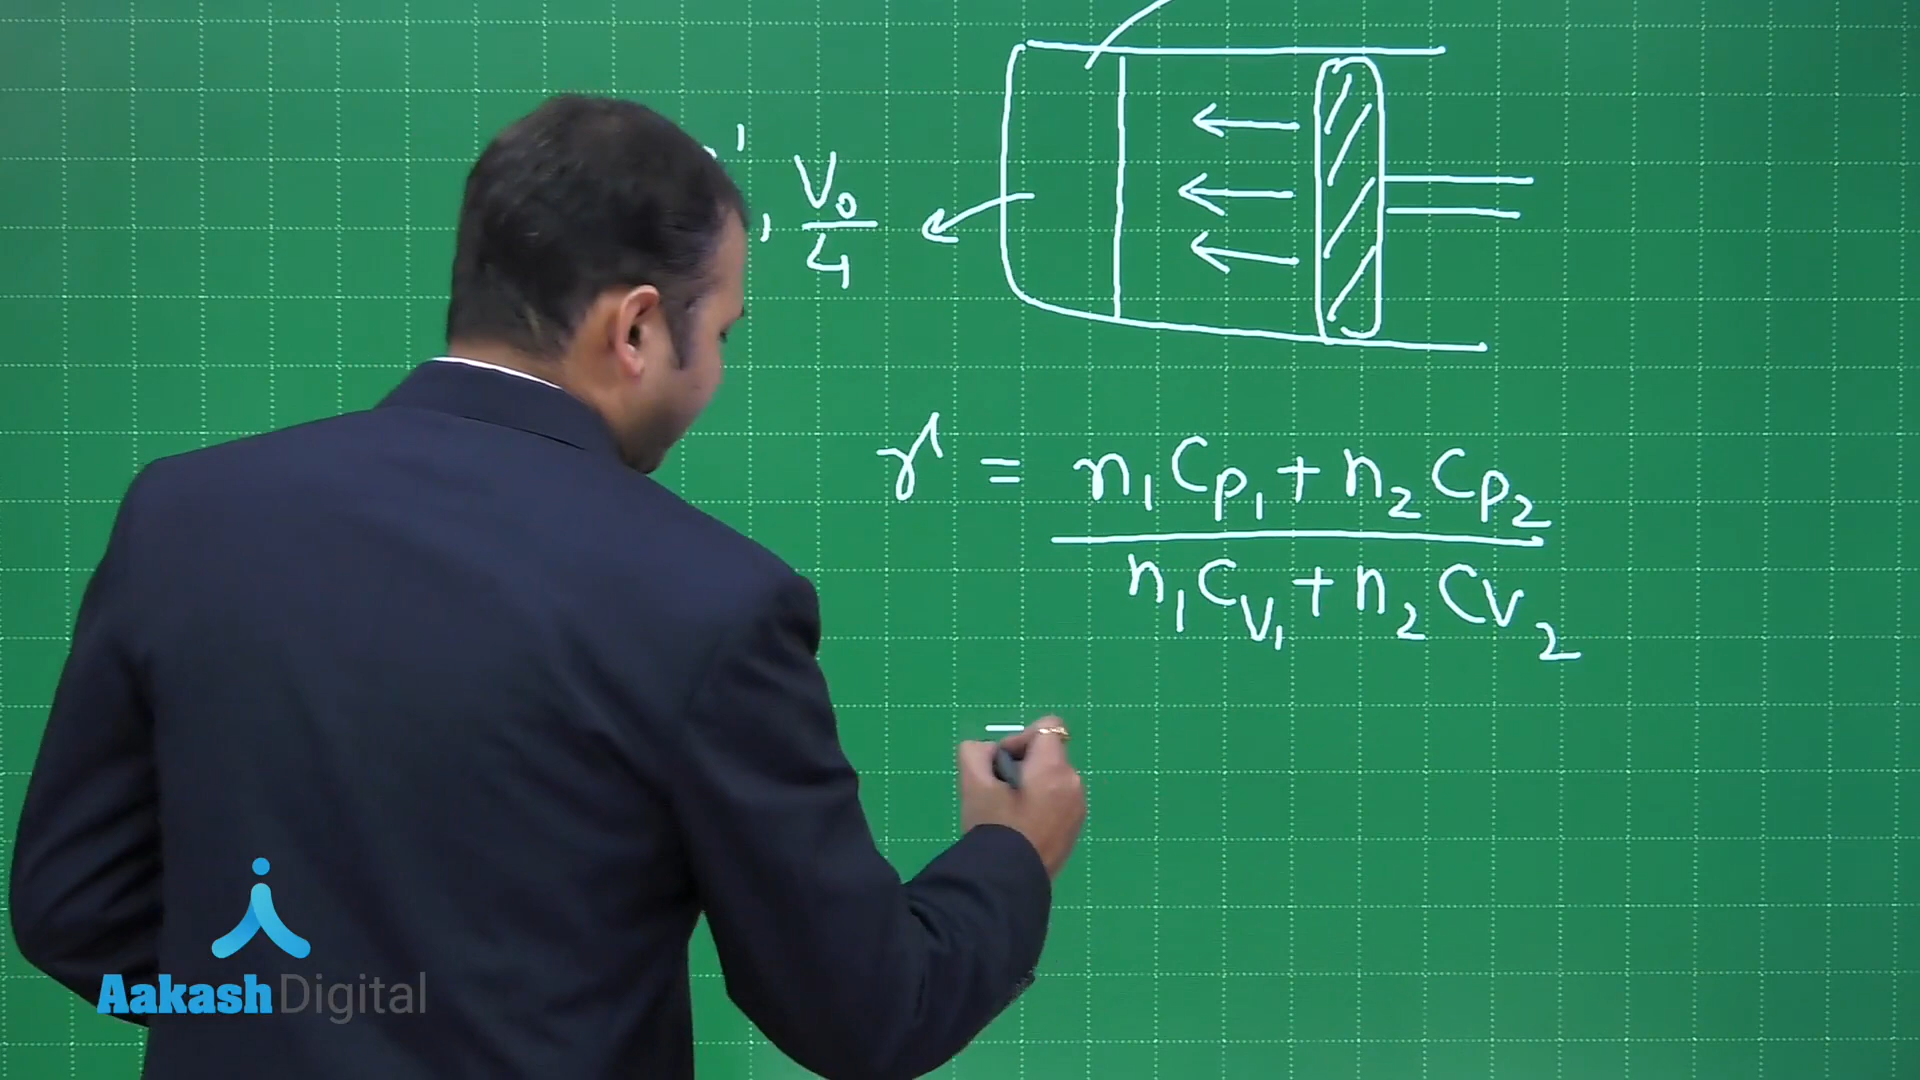 ' V₀/4
γ' = n₁Cp₁ + n₂Cp₂ / n₁Cv₁ + n₂Cv₂
=
Aakash Digital